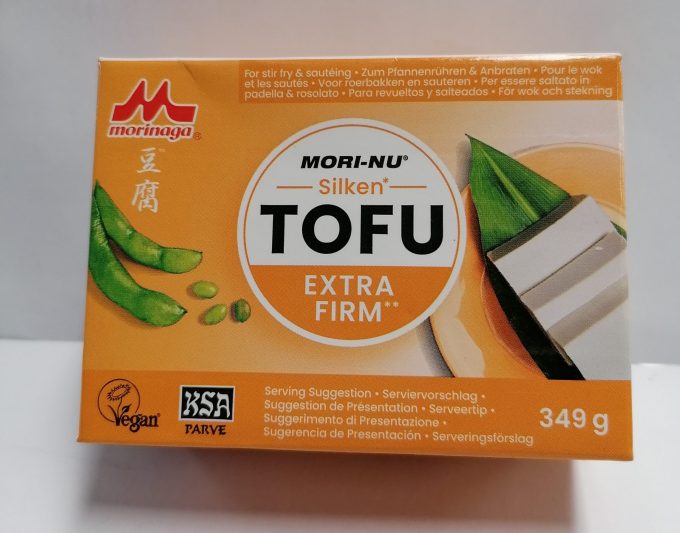 For stir fry & sautéing • Zum Pfannenrühren & Anbraten • Pour le wok
et les sautés • Voor roerbakken en sauteren • Per essere saltato in
padella & rosolato • Para revueltos y salteados • För wok och stekning
morinaga®
豆腐
MORI-NU®
Silken*
TOFU
EXTRA
FIRM**
Vegan
KSA
PARVE
Serving Suggestion • Serviervorschlag •
Suggestion de Présentation • Serveertip •
Suggerimento di Presentazione •
Sugerencia de Presentación • Serveringsförslag
349 g